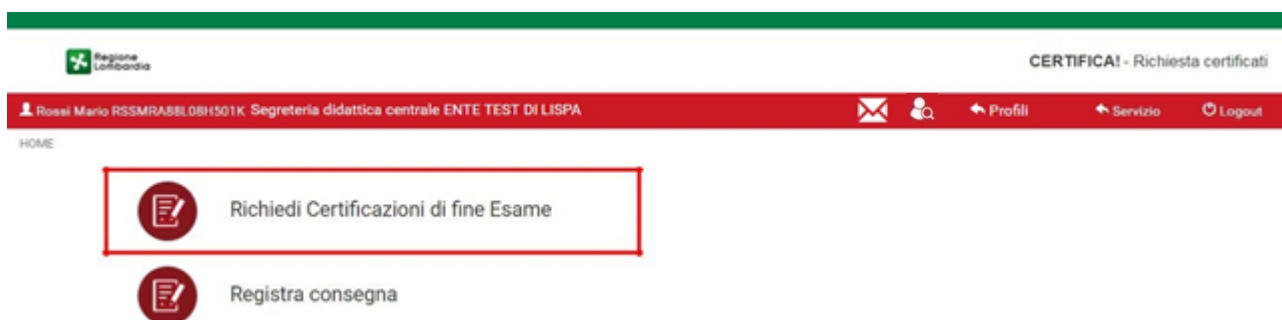 Regione
Lombardia
CERTIFICA! - Richiesta certificati
Rossi Mario RSSMRA88L08H501K Segreteria didattica centrale ENTE TEST DI LISPA
Profili
Servizio
Logout
HOME
Richiedi Certificazioni di fine Esame
Registra consegna